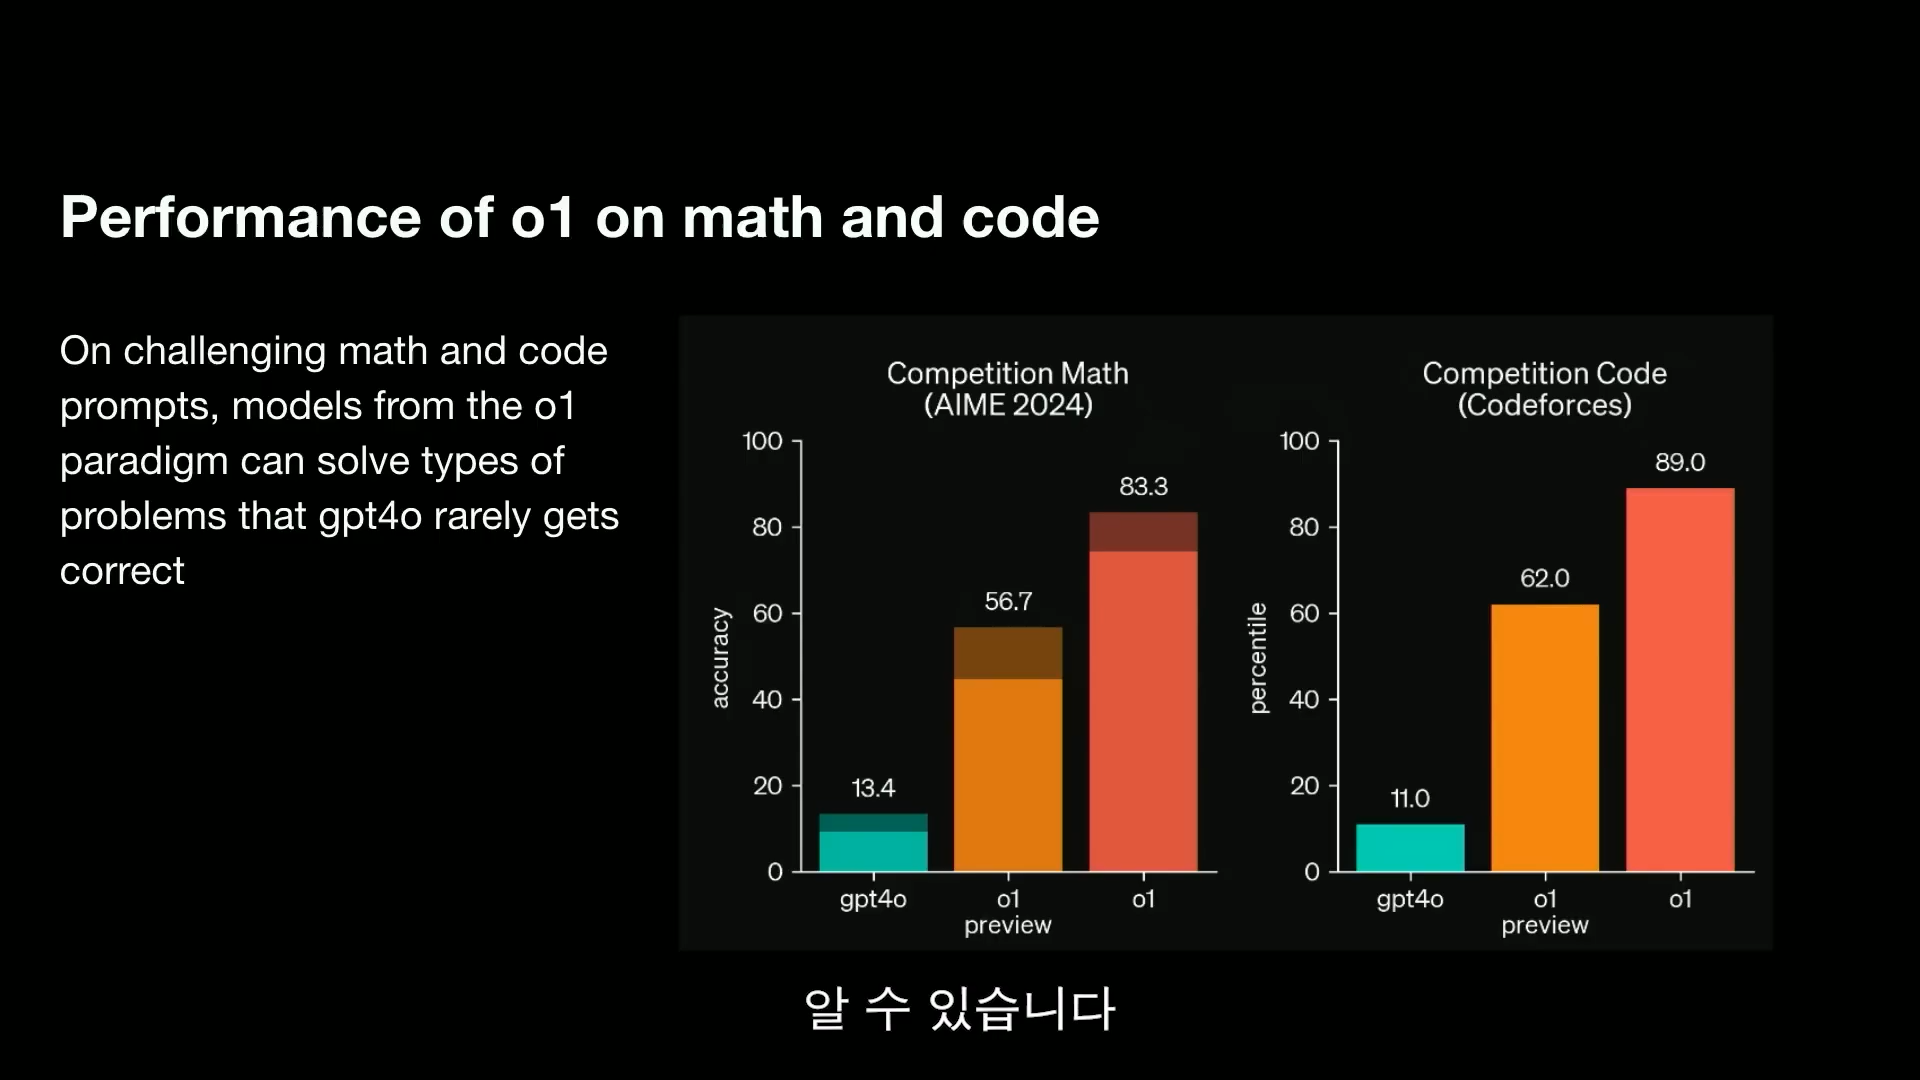 Performance of o1 on math and code
On challenging math and code
prompts, models from the o1
paradigm can solve types of
problems that gpt4o rarely gets
correct
Competition Math
(AIME 2024)
accuracy
100
80
60
40
20
0
13.4
56.7
83.3
gpt4o
o1
preview
o1
Competition Code
(Codeforces)
percentile
100
80
60
40
20
0
11.0
62.0
89.0
gpt4o
o1
preview
o1
알 수 있습니다